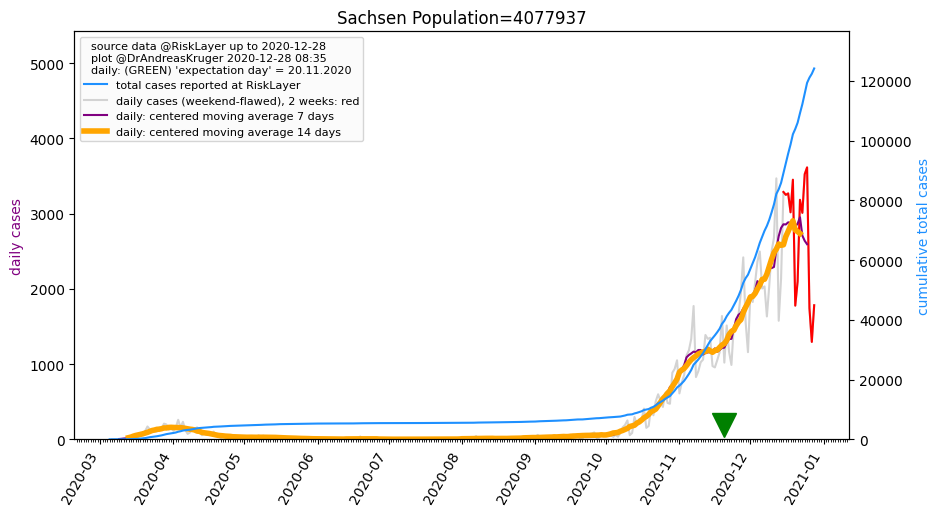 Sachsen Population=4077937
source data @RiskLayer up to 2020-12-28
plot @DrAndreasKruger 2020-12-28 08:35
daily: (GREEN) 'expectation day' = 20.11.2020
total cases reported at RiskLayer
daily cases (weekend-flawed), 2 weeks: red
daily: centered moving average 7 days
daily: centered moving average 14 days
daily cases
5000
4000
3000
2000
1000
0
cumulative total cases
120000
100000
80000
60000
40000
20000
0
2020-03
2020-04
2020-05
2020-06
2020-07
2020-08
2020-09
2020-10
2020-11
2020-12
2021-01